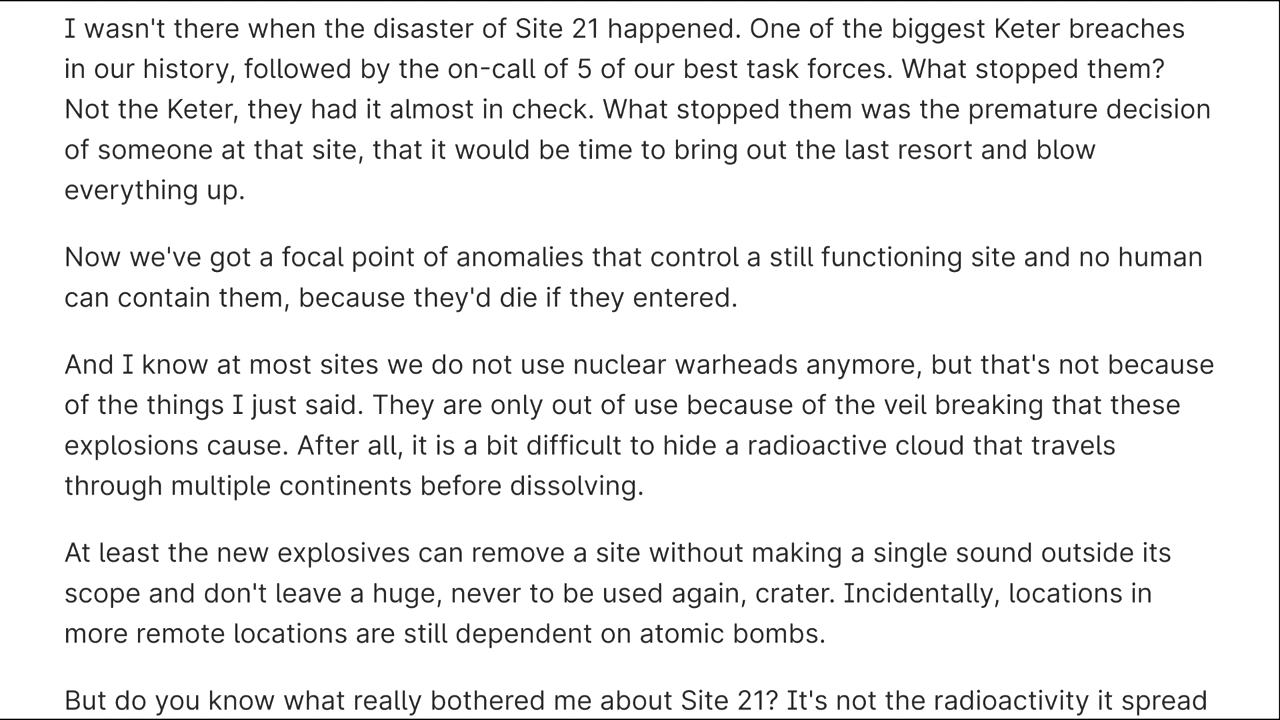 I wasn't there when the disaster of Site 21 happened. One of the biggest Keter breaches
in our history, followed by the on-call of 5 of our best task forces. What stopped them?
Not the Keter, they had it almost in check. What stopped them was the premature decision
of someone at that site, that it would be time to bring out the last resort and blow
everything up.
Now we've got a focal point of anomalies that control a still functioning site and no human
can contain them, because they'd die if they entered.
And I know at most sites we do not use nuclear warheads anymore, but that's not because
of the things I just said. They are only out of use because of the veil breaking that these
explosions cause. After all, it is a bit difficult to hide a radioactive cloud that travels
through multiple continents before dissolving.
At least the new explosives can remove a site without making a single sound outside its
scope and don't leave a huge, never to be used again, crater. Incidentally, locations in
more remote locations are still dependent on atomic bombs.
But do you know what really bothered me about Site 21? It's not the radioactivity it spread